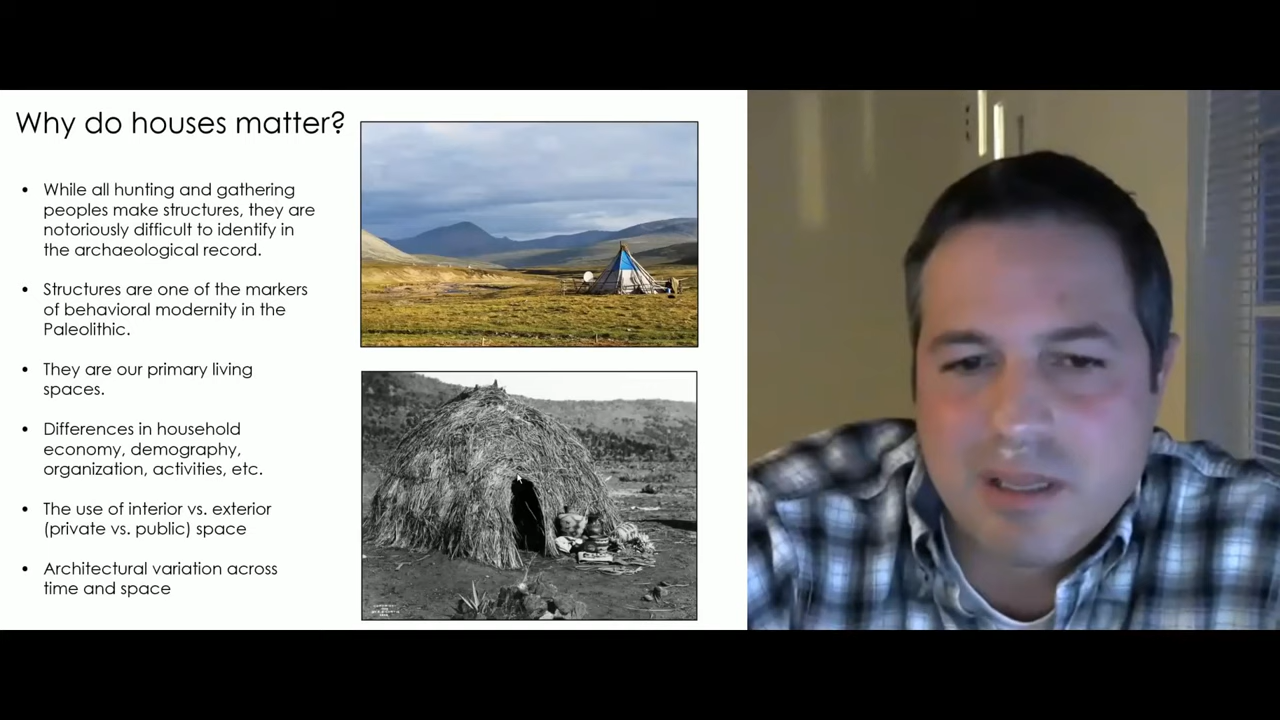 Why do houses matter?
• While all hunting and gathering
peoples make structures, they are
notoriously difficult to identify in
the archaeological record.
• Structures are one of the markers
of behavioral modernity in the
Paleolithic.
• They are our primary living
spaces.
• Differences in household
economy, demography,
organization, activities, etc.
• The use of interior vs. exterior
(private vs. public) space
• Architectural variation across
time and space